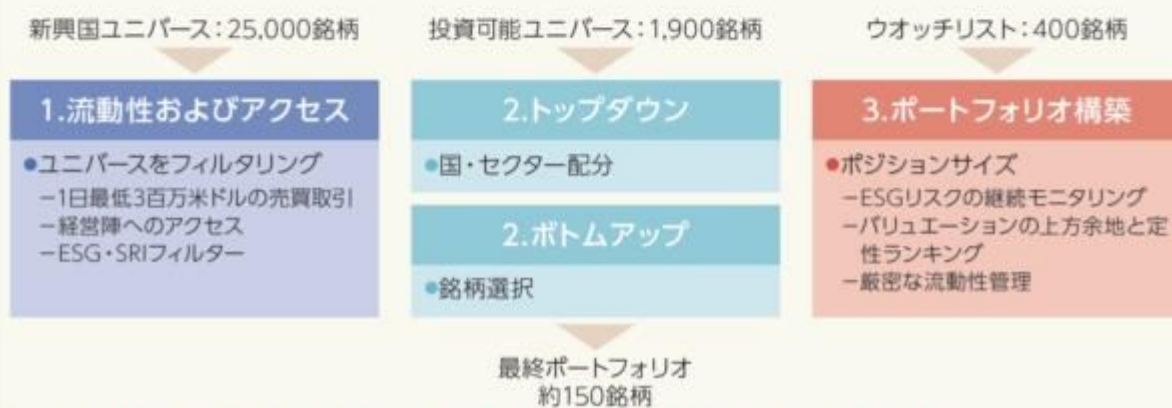 新興国ユニバース：25,000銘柄
1.流動性およびアクセス
●ユニバースをフィルタリング
－1日最低3百万米ドルの売買取引
－経営陣へのアクセス
－ESG・SRIフィルター
投資可能ユニバース：1,900銘柄
2.トップダウン
●国・セクター配分
2.ボトムアップ
●銘柄選択
ウオッチリスト：400銘柄
3.ポートフォリオ構築
●ポジションサイズ
－ESGリスクの継続モニタリング
－バリュエーションの上方余地と定
性ランキング
－厳密な流動性管理
最終ポートフォリオ
約150銘柄